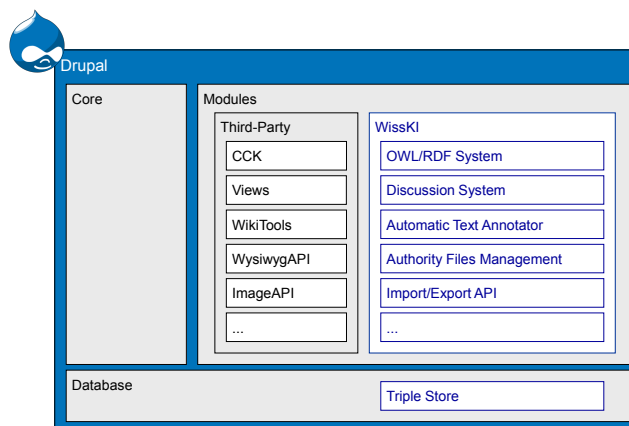 Drupal
Core
Modules
Third-Party
CCK
Views
WikiTools
WysiwygAPI
ImageAPI
...
WissKI
OWL/RDF System
Discussion System
Automatic Text Annotator
Authority Files Management
Import/Export API
...
Database
Triple Store